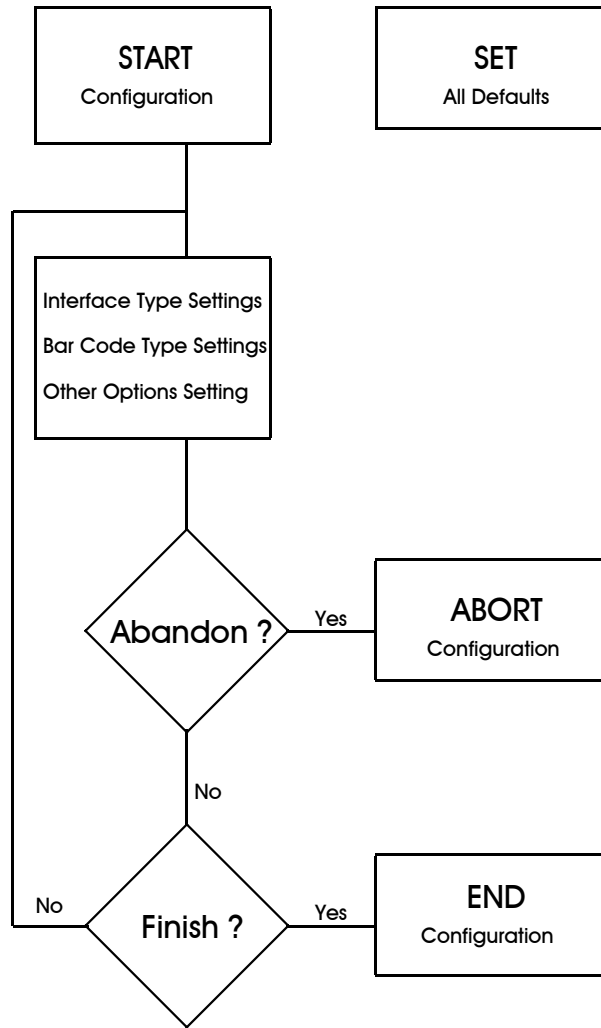 START
Configuration
SET
All Defaults
Interface Type Settings
Bar Code Type Settings
Other Options Setting
Abandon ?
Yes
ABORT
Configuration
No
No
Finish ?
Yes
END
Configuration